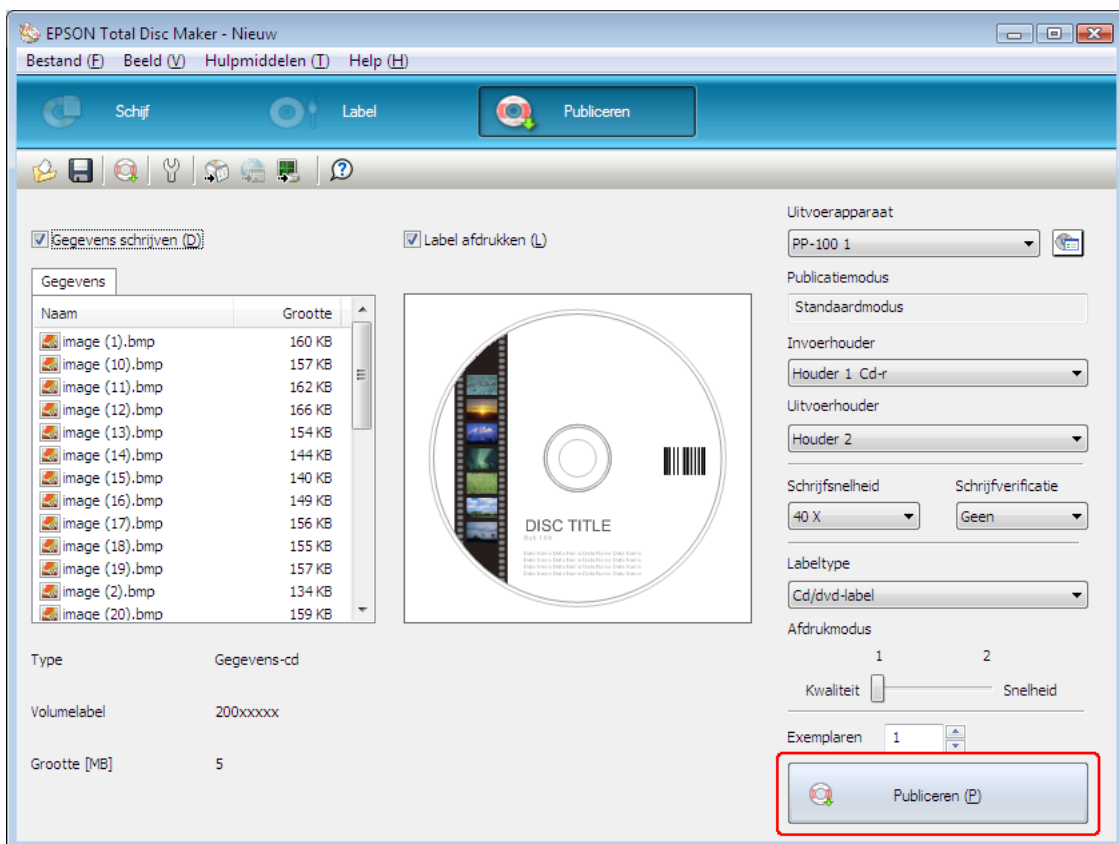 EPSON Total Disc Maker - Nieuw
Bestand (F) Beeld (V) Hulpmiddelen (T) Help (H)
Schijf Label Publiceren
Gegevens schrijven (D)
Label afdrukken (L)
Gegevens
Naam Grootte
image (1).bmp 160 KB
image (10).bmp 157 KB
image (11).bmp 162 KB
image (12).bmp 166 KB
image (13).bmp 154 KB
image (14).bmp 144 KB
image (15).bmp 140 KB
image (16).bmp 149 KB
image (17).bmp 156 KB
image (18).bmp 155 KB
image (19).bmp 157 KB
image (2).bmp 134 KB
image (20).bmp 159 KB
Type Gegevens-cd
Volumelabel 200xxxxx
Grootte [MB] 5
DISC TITLE
Sub Title
Uitvoerapparaat
PP-100 1
Publicatiemodus
Standaardmodus
Invoerhouder
Houder 1 Cd-r
Uitvoerhouder
Houder 2
Schrijfsnelheid Schrijfverificatie
40 X Geen
Labeltype
Cd/dvd-label
Afdrukmodus
1 2
Kwaliteit Snelheid
Exemplaren 1
Publiceren (P)